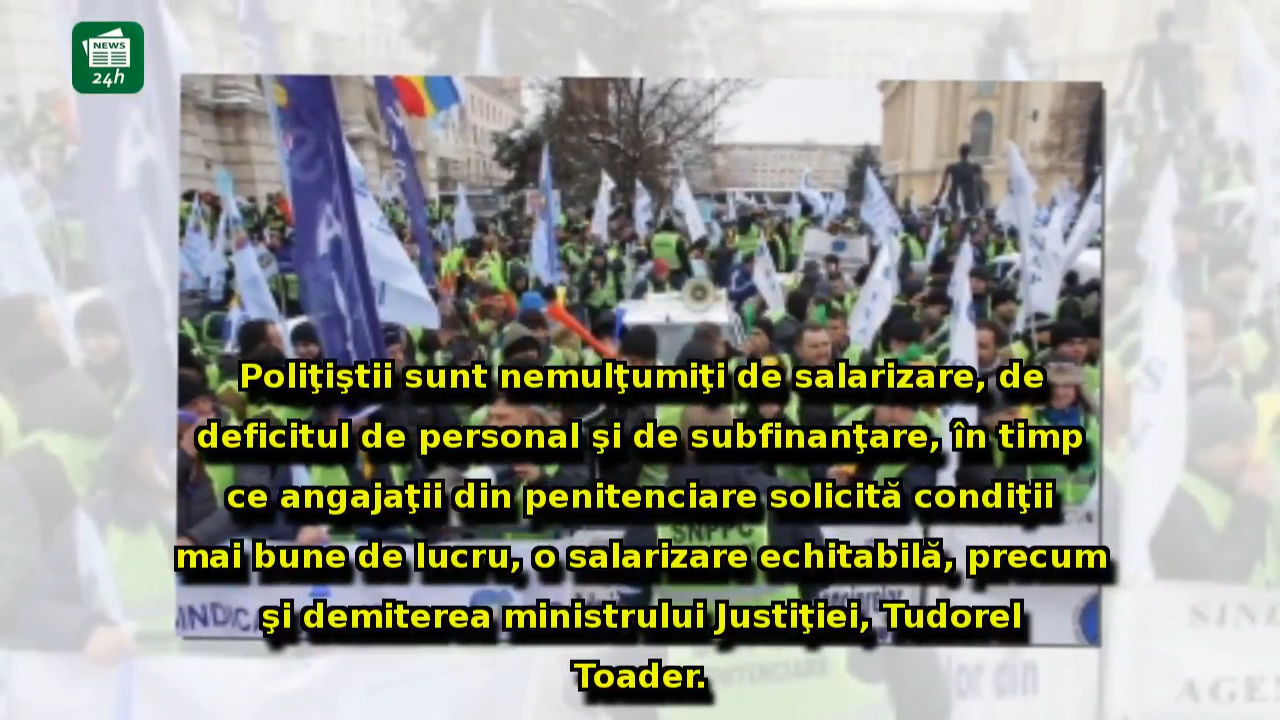 NEWS
24h
Poliţiştii sunt nemulţumiţi de salarizare, de
deficitul de personal şi de subfinanţare, în timp
ce angajaţii din penitenciare solicită condiţii
mai bune de lucru, o salarizare echitabilă, precum
şi demiterea ministrului Justiţiei, Tudorel
Toader.
SNPPC